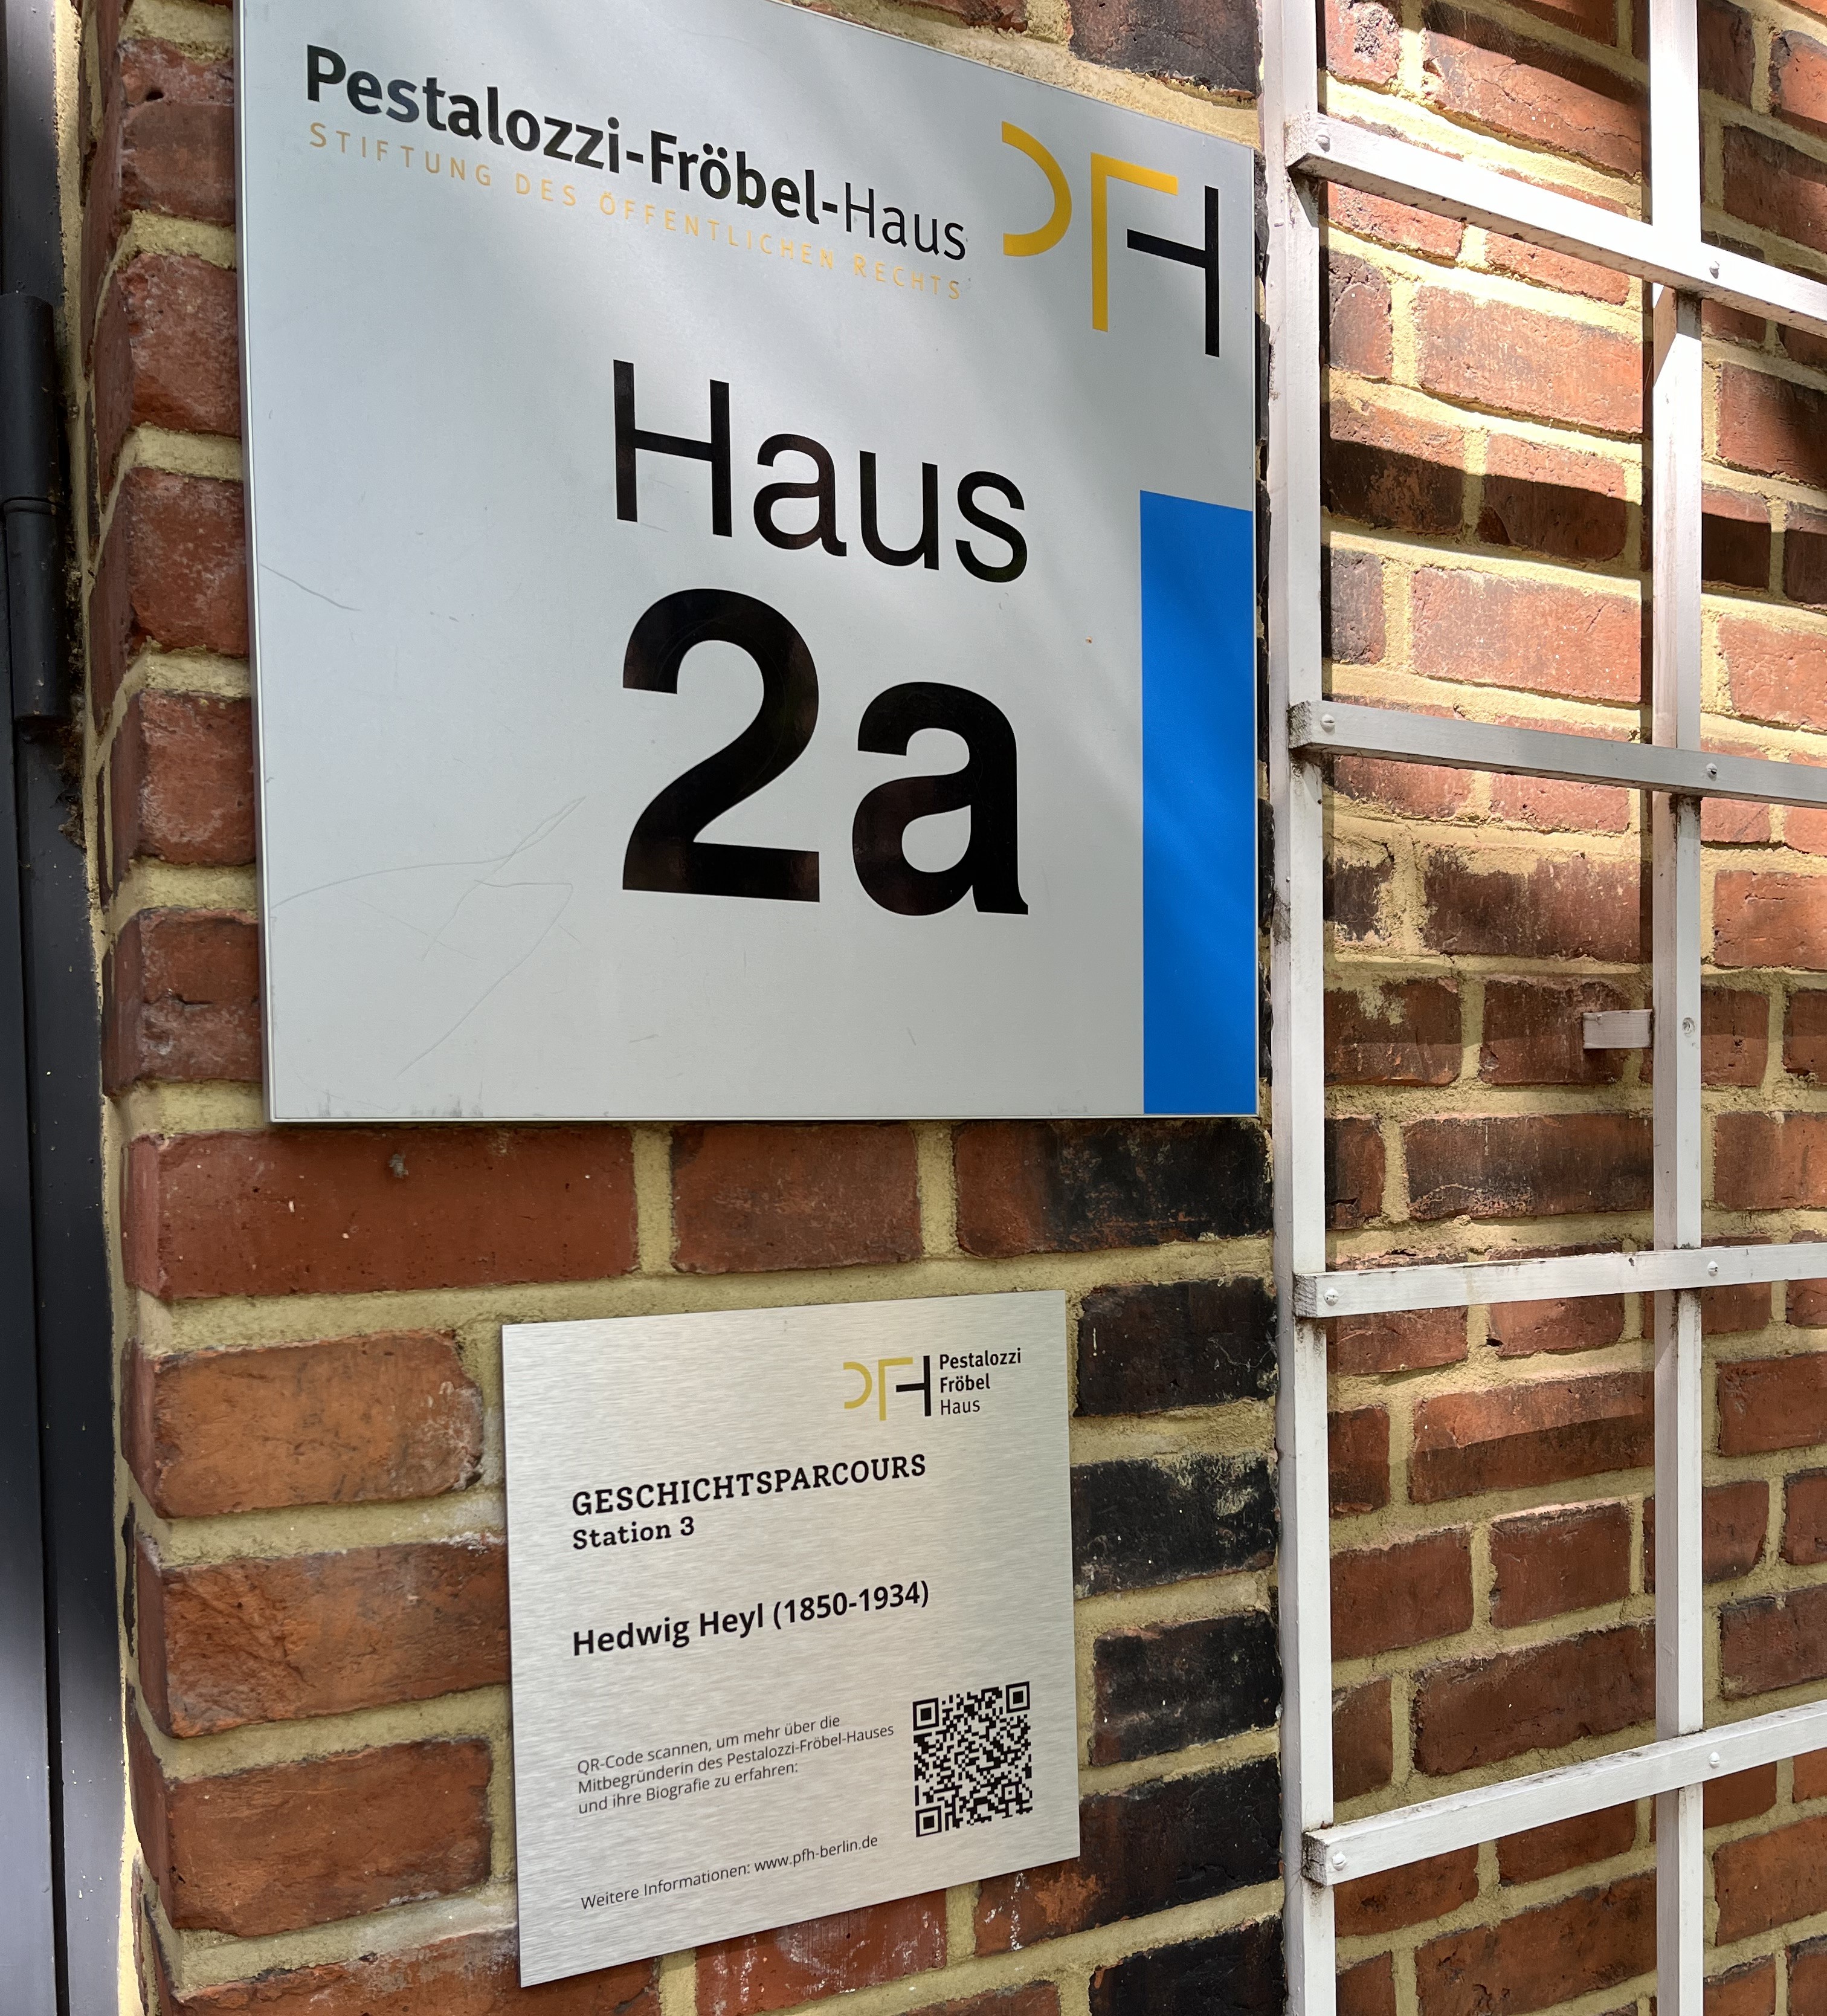 Pestalozzi-Fröbel-Haus
STIFTUNG DES ÖFFENTLICHEN RECHTS
PFH
Haus
2a
PFH
Pestalozzi
Fröbel
Haus
GESCHICHTSPARCOURS
Station 3
Hedwig Heyl (1850-1934)
QR-Code scannen, um mehr über die
Mitbegründerin des Pestalozzi-Fröbel-Hauses
und ihre Biografie zu erfahren:
Weitere Informationen: www.pfh-berlin.de